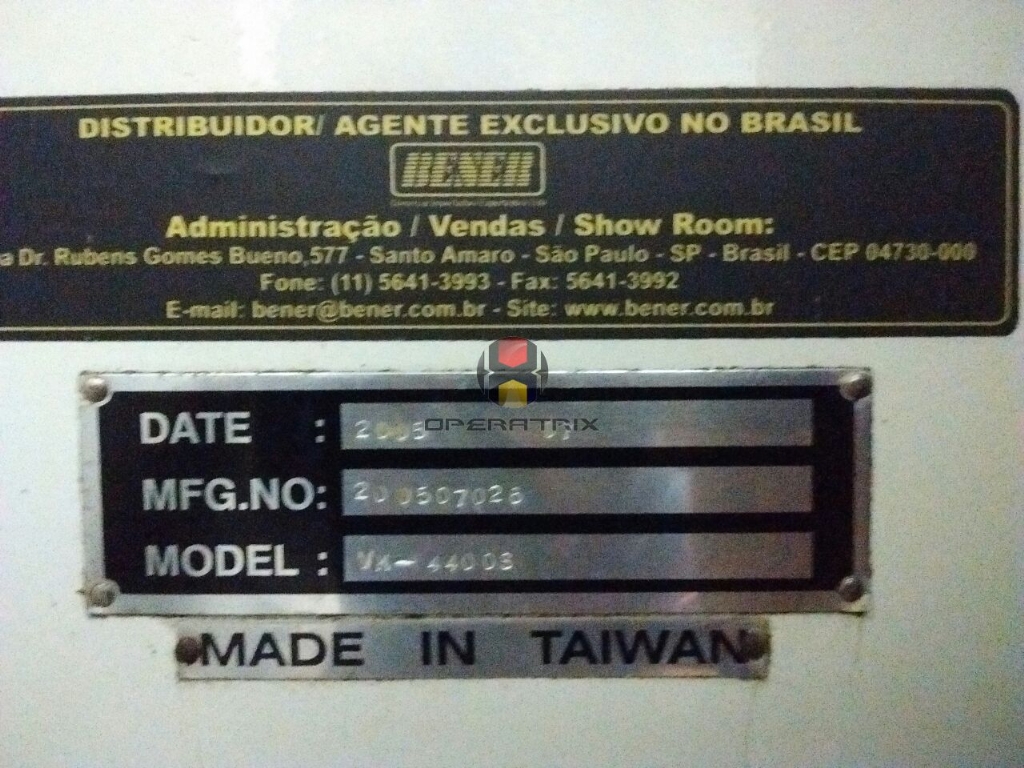 DISTRIBUIDOR/ AGENTE EXCLUSIVO NO BRASIL
BENER
Administração / Vendas / Show Room:
a Dr. Rubens Gomes Bueno,577 - Santo Amaro - São Paulo - SP - Brasil - CEP 04730-000
Fone: (11) 5641-3993 - Fax: 5641-3992
E-mail: bener@bener.com.br - Site: www.bener.com.br
OPERATRIX
DATE :
MFG.NO:
MODEL :
MADE IN TAIWAN